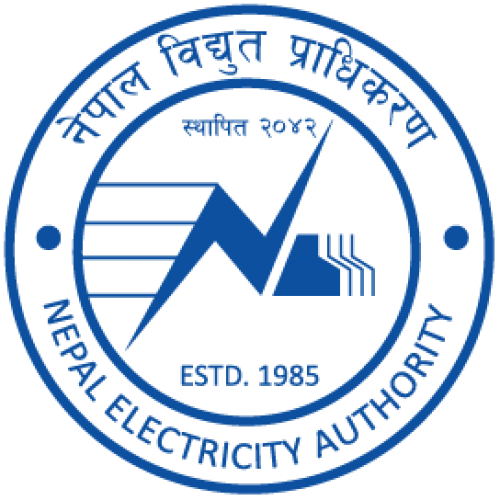 नेपाल विद्युत प्राधिकरण
स्थापित २०४२
ESTD. 1985
NEPAL ELECTRICITY AUTHORITY